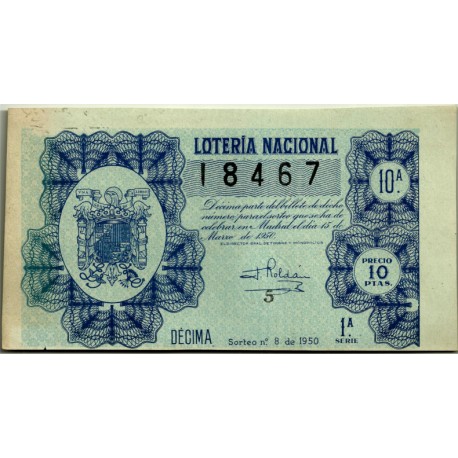 LOTERÍA NACIONAL
18467
10ª
Décima parte del billete de dicho
número para el sorteo que se ha de
celebrar en Madrid el día 15 de
Marzo de 1950.
PRECIO
10
PTAS.
5
DÉCIMA
Sorteo nº 8 de 1950
1ª
SERIE